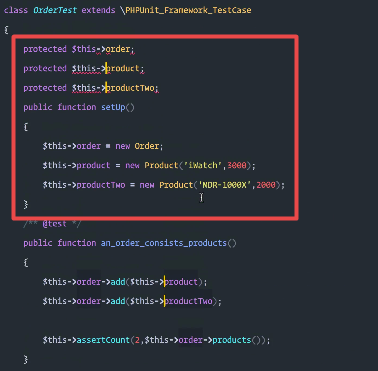 class OrderTest extends \PHPUnit_Framework_TestCase
{
protected $this->order;
protected $this->product;
protected $this->productTwo;
public function setUp()
{
$this->order = new Order;
$this->product = new Product('iWatch',3000);
$this->productTwo = new Product('MDR-1000X',2000);
}
/** @test */
public function an_order_consists_products()
{
$this->order->add($this->product);
$this->order->add($this->productTwo);
$this->assertCount(2,$this->order->products());
}